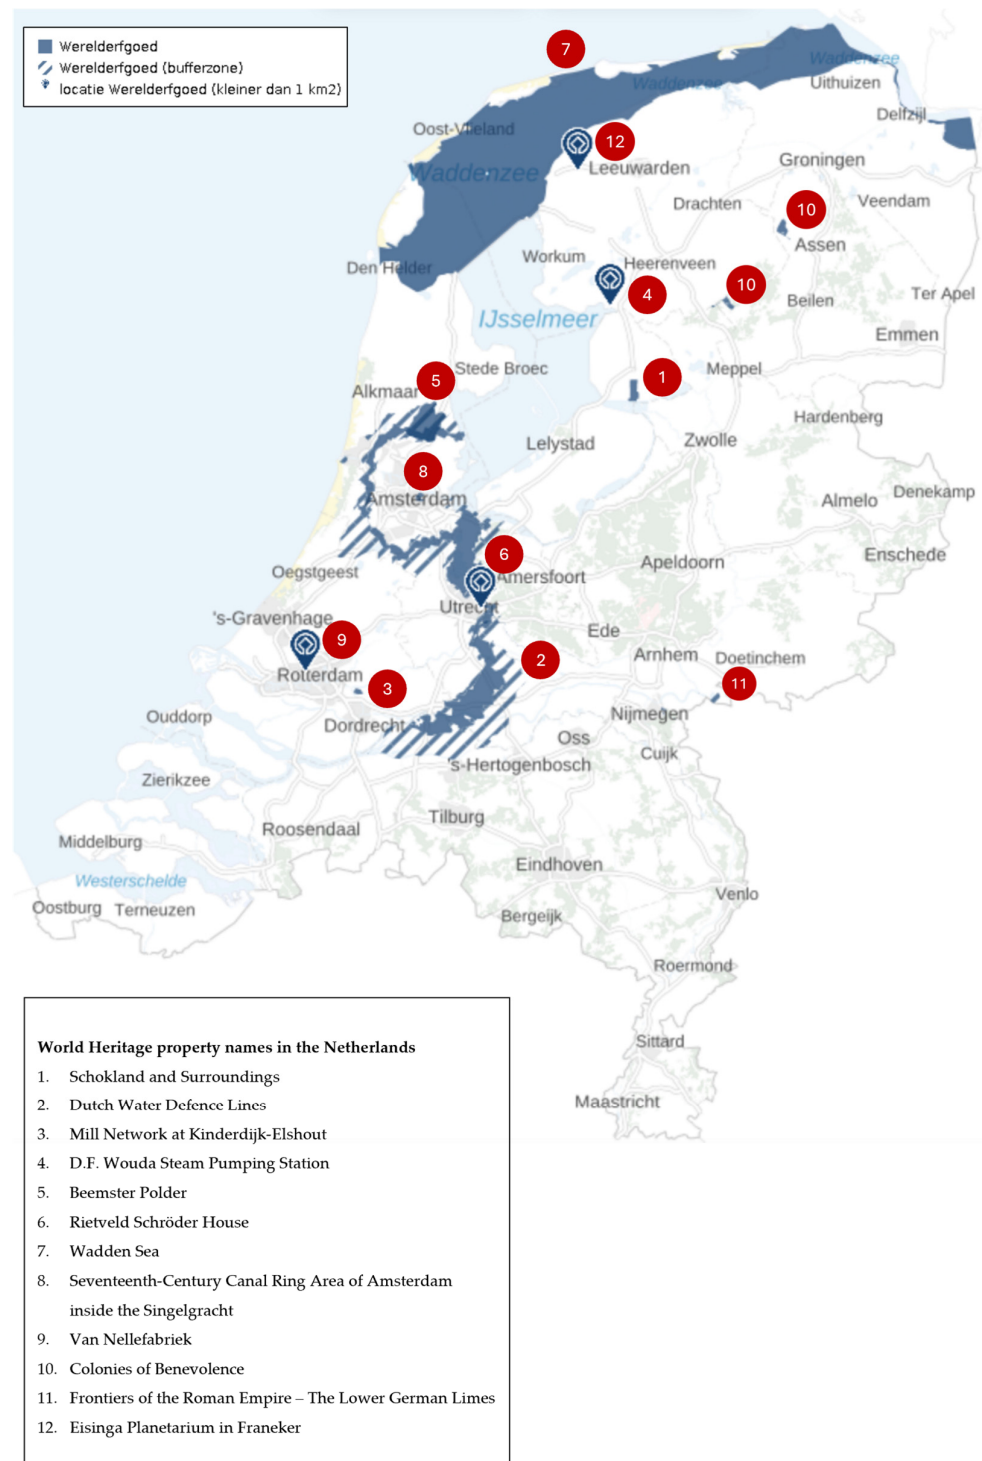 Werelderfgoed
Werelderfgoed (bufferzone)
locatie Werelderfgoed (kleiner dan 1 km2)
7
Waddenzee
Waddenzee
Uithuizen
Delfzijl
Oost-Vlieland
12
Groningen
Leeuwarden
Waddenzee
Drachten
10
Veendam
Assen
Workum
Heerenveen
Den Helder
10
4
Beilen
Ter Apel
IJsselmeer
Emmen
Stede Broec
Meppel
5
1
Alkmaar
Hardenberg
Lelystad
Zwolle
8
Amsterdam
Almelo
Denekamp
6
Enschede
Apeldoorn
Oegstgeest
Amersfoort
Utrecht
's-Gravenhage
Ede
9
2
Arnhem
Doetinchem
Rotterdam
3
11
Ouddorp
Dordrecht
Nijmegen
Oss
Cuijk
's-Hertogenbosch
Zierikzee
Tilburg
Roosendaal
Middelburg
Eindhoven
Westerschelde
Venlo
Oostburg
Terneuzen
Bergeijk
Roermond
Sittard
Maastricht
World Heritage property names in the Netherlands
1. Schokland and Surroundings
2. Dutch Water Defence Lines
3. Mill Network at Kinderdijk-Elshout
4. D.F. Wouda Steam Pumping Station
5. Beemster Polder
6. Rietveld Schröder House
7. Wadden Sea
8. Seventeenth-Century Canal Ring Area of Amsterdam
inside the Singelgracht
9. Van Nellefabriek
10. Colonies of Benevolence
11. Frontiers of the Roman Empire – The Lower German Limes
12. Eisinga Planetarium in Franeker